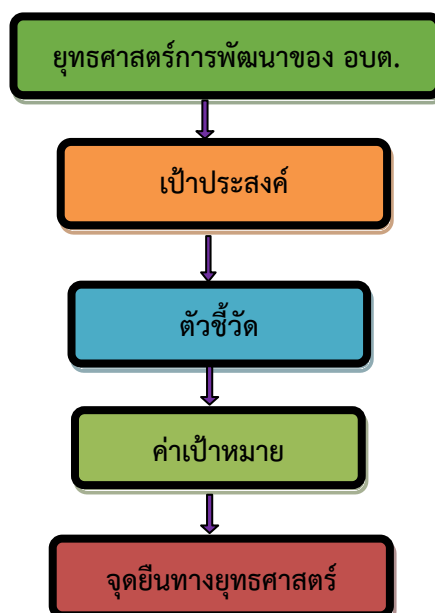 ยุทธศาสตร์การพัฒนาของ อบต.
เป้าประสงค์
ตัวชี้วัด
ค่าเป้าหมาย
จุดยืนทางยุทธศาสตร์